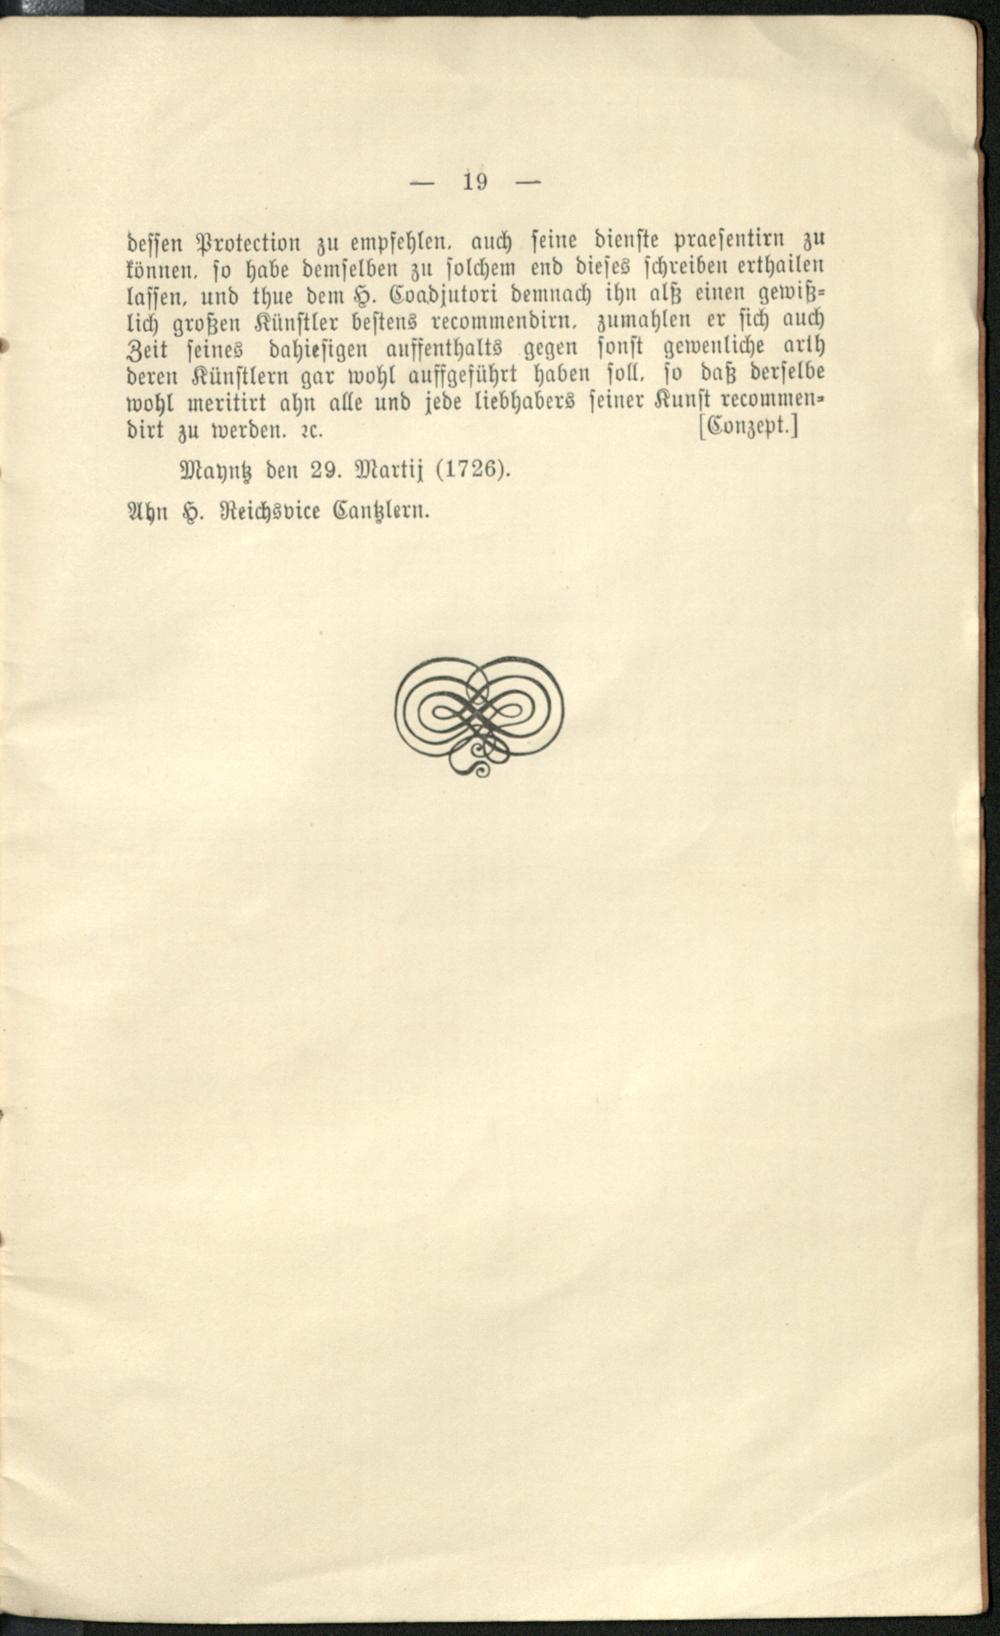 — 19 —
dessen Protection zu empfehlen, auch seine dienste praesentirn zu
können, so habe demselben zu solchem end dieses schreiben erthailen
lassen, und thue dem H. Coadjutori demnach ihn alß einen gewiß-
lich großen Künstler bestens recommendirn, zumahlen er sich auch
Zeit seines dahiesigen auffenthalts gegen sonst gewenliche arth
deren Künstlern gar wohl auffgeführt haben soll, so daß derselbe
wohl meritirt ahn alle und jede liebhabers seiner Kunst recommen-
dirt zu werden. ꝛc. [Conzept.]
Mayntz den 29. Martij (1726).
Ahn H. Reichsvice Cantzlern.